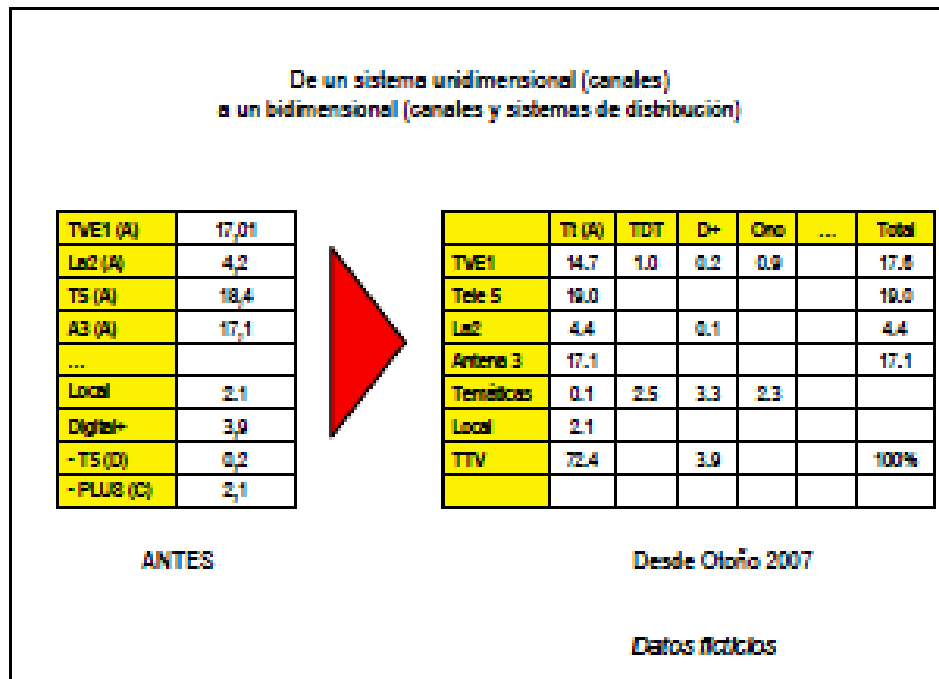 De un sistema unidimensional (canales)
a un bidimensional (canales y sistemas de distribución)
TVE1 (A) 17,01
La2 (A) 4,2
T5 (A) 18,4
A3 (A) 17,1
...
Local 2.1
Digital+ 3,9
- T5 (D) 0,2
- PLUS (C) 2,1
ANTES
Tt (A) TDT D+ Ono ... Total
TVE1 14.7 1.0 0.2 0.9 17.6
Tele 5 19.0 19.0
La2 4.4 0.1 4.4
Antena 3 17.1 17.1
Temáticas 0.1 2.5 3.3 2.3
Local 2.1
TTV 72.4 3.9 100%
Desde Otoño 2007
Datos ficticios